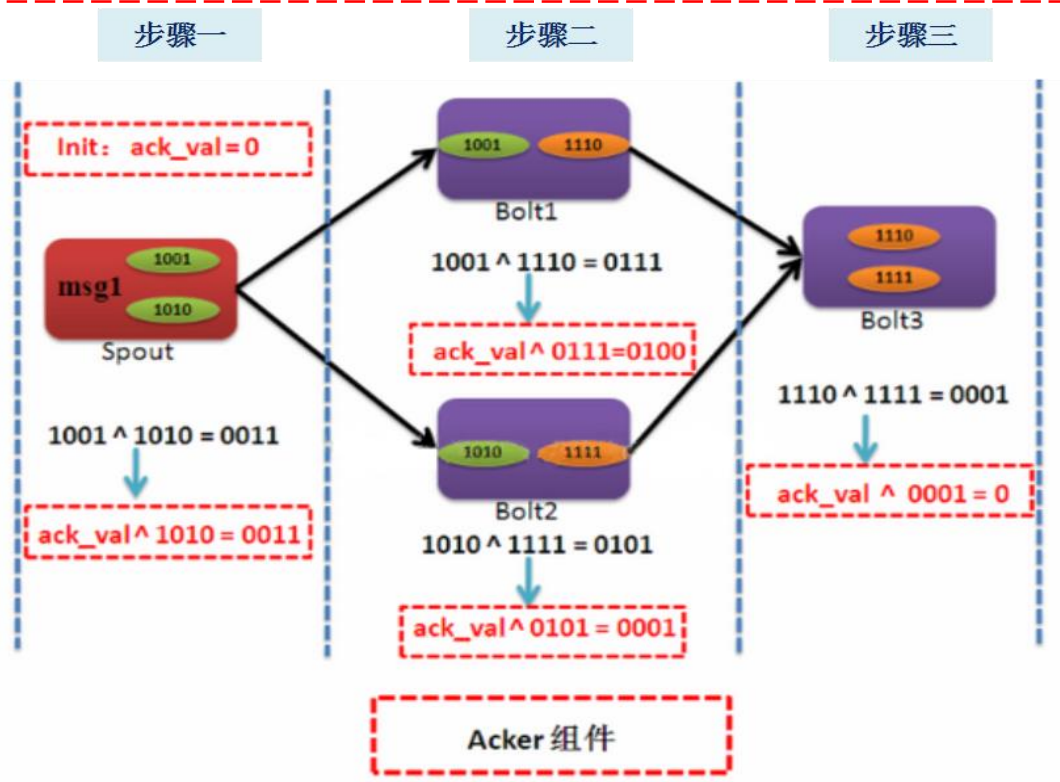 步骤一
步骤二
步骤三
Init： ack_val=0
msg1
1001
1010
Spout
1001 ^ 1010 = 0011
ack_val^ 1010 = 0011
1001
1110
Bolt1
1001 ^ 1110 = 0111
ack_val^ 0111=0100
1010
1111
Bolt2
1010 ^ 1111 = 0101
ack_val^ 0101 = 0001
1110
1111
Bolt3
1110 ^ 1111 = 0001
ack_val ^ 0001 = 0
Acker 组件